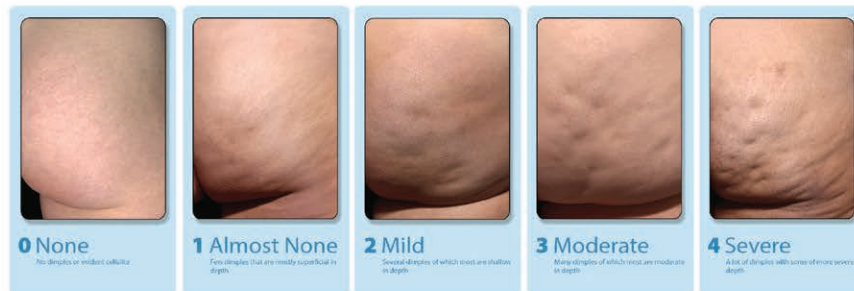 0 None
No dimples or evident cellulite
1 Almost None
Few dimples that are mostly superficial in
depth
2 Mild
Several dimples of which most are shallow
in depth
3 Moderate
Many dimples of which most are moderate
in depth
4 Severe
A lot of dimples with some of more severe
depth